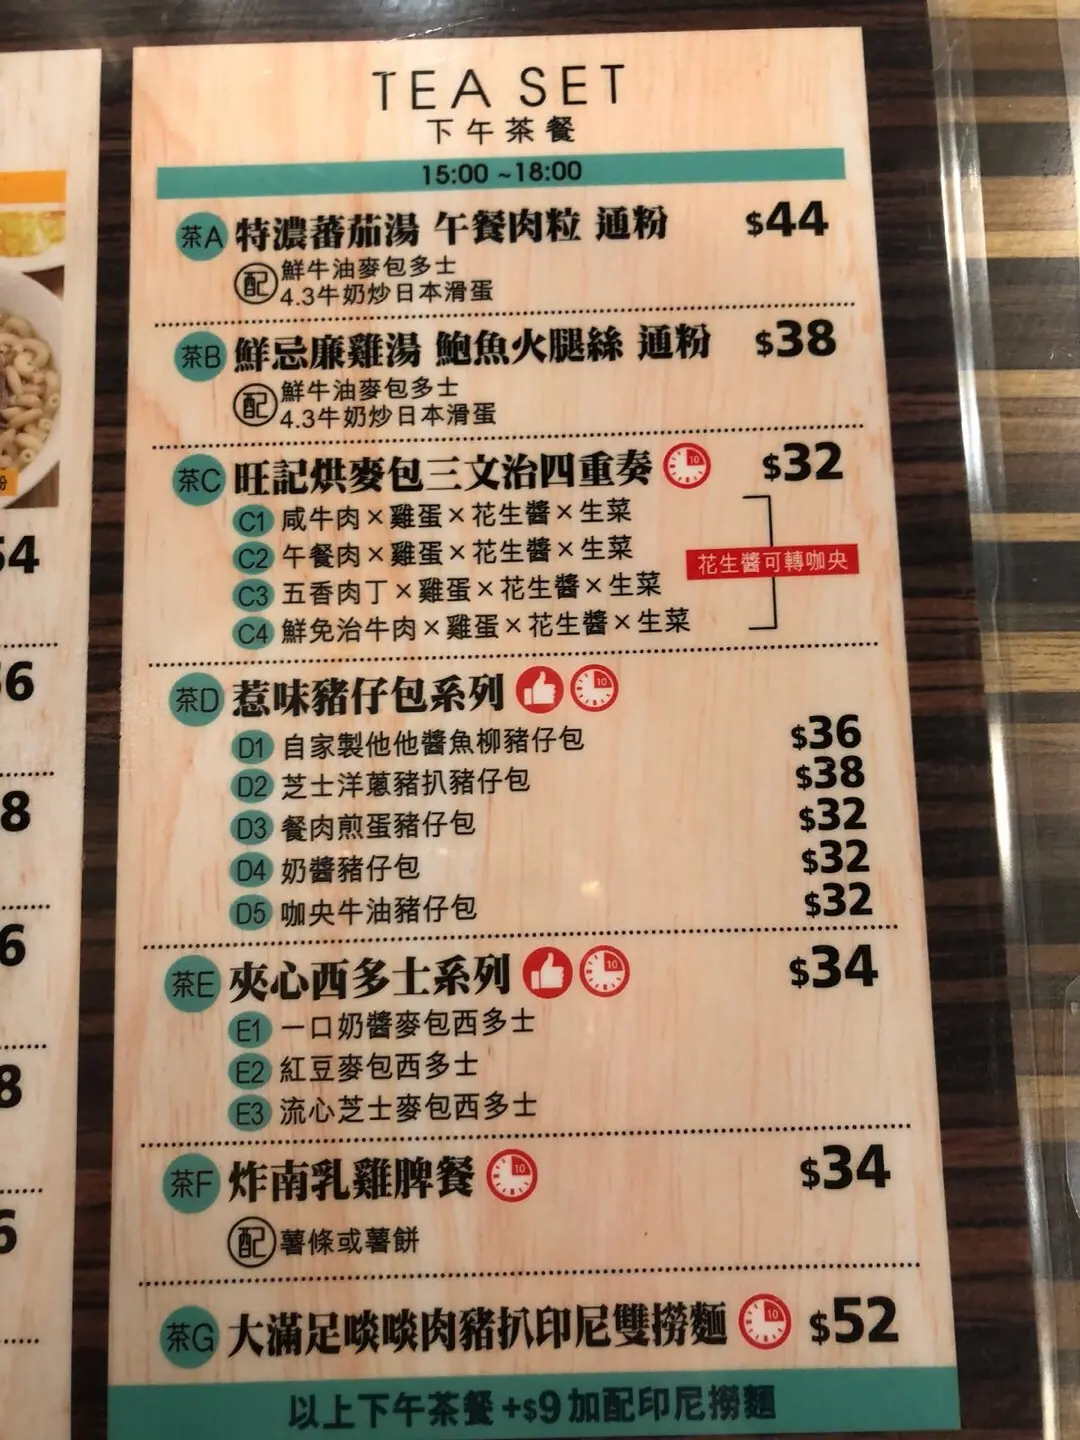 TEA SET
下午茶餐
15:00 ~18:00
茶A 特濃蕃茄湯 午餐肉粒 通粉 $44
配 鮮牛油麥包多士
4.3牛奶炒日本滑蛋
茶B 鮮忌廉雞湯 鮑魚火腿絲 通粉 $38
配 鮮牛油麥包多士
4.3牛奶炒日本滑蛋
茶C 旺記烘麥包三文治四重奏 10 $32
C1 咸牛肉×雞蛋×花生醬×生菜
C2 午餐肉×雞蛋×花生醬×生菜
花生醬可轉咖央
C3 五香肉丁×雞蛋×花生醬×生菜
C4 鮮免治牛肉×雞蛋×花生醬×生菜
茶D 惹味豬仔包系列 10
D1 自家製他他醬魚柳豬仔包 $36
D2 芝士洋蔥豬扒豬仔包 $38
D3 餐肉煎蛋豬仔包 $32
D4 奶醬豬仔包 $32
D5 咖央牛油豬仔包 $32
茶E 夾心西多士系列 10 $34
E1 一口奶醬麥包西多士
E2 紅豆麥包西多士
E3 流心芝士麥包西多士
茶F 炸南乳雞脾餐 10 $34
配 薯條或薯餅
茶G 大滿足啖啖肉豬扒印尼雙撈麵 10 $52
以上下午茶餐+$9加配印尼撈麵